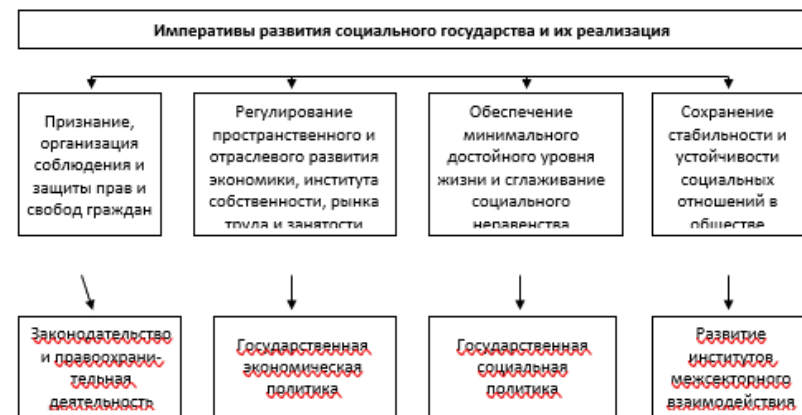 Императивы развития социального государства и их реализация
Признание,
организация
соблюдения и
защиты прав и
свобод граждан
Регулирование
пространственного и
отраслевого развития
экономики, института
собственности, рынка
труда и занятости
Обеспечение
минимального
достойного уровня
жизни и сглаживание
социального
неравенства
Сохранение
стабильности и
устойчивости
социальных
отношений в
обществе
Законодательство
и правоохрани-
тельная
деятельность
Государственная
экономическая
политика
Государственная
социальная
политика
Развитие
институтов
межсекторного
взаимодействия